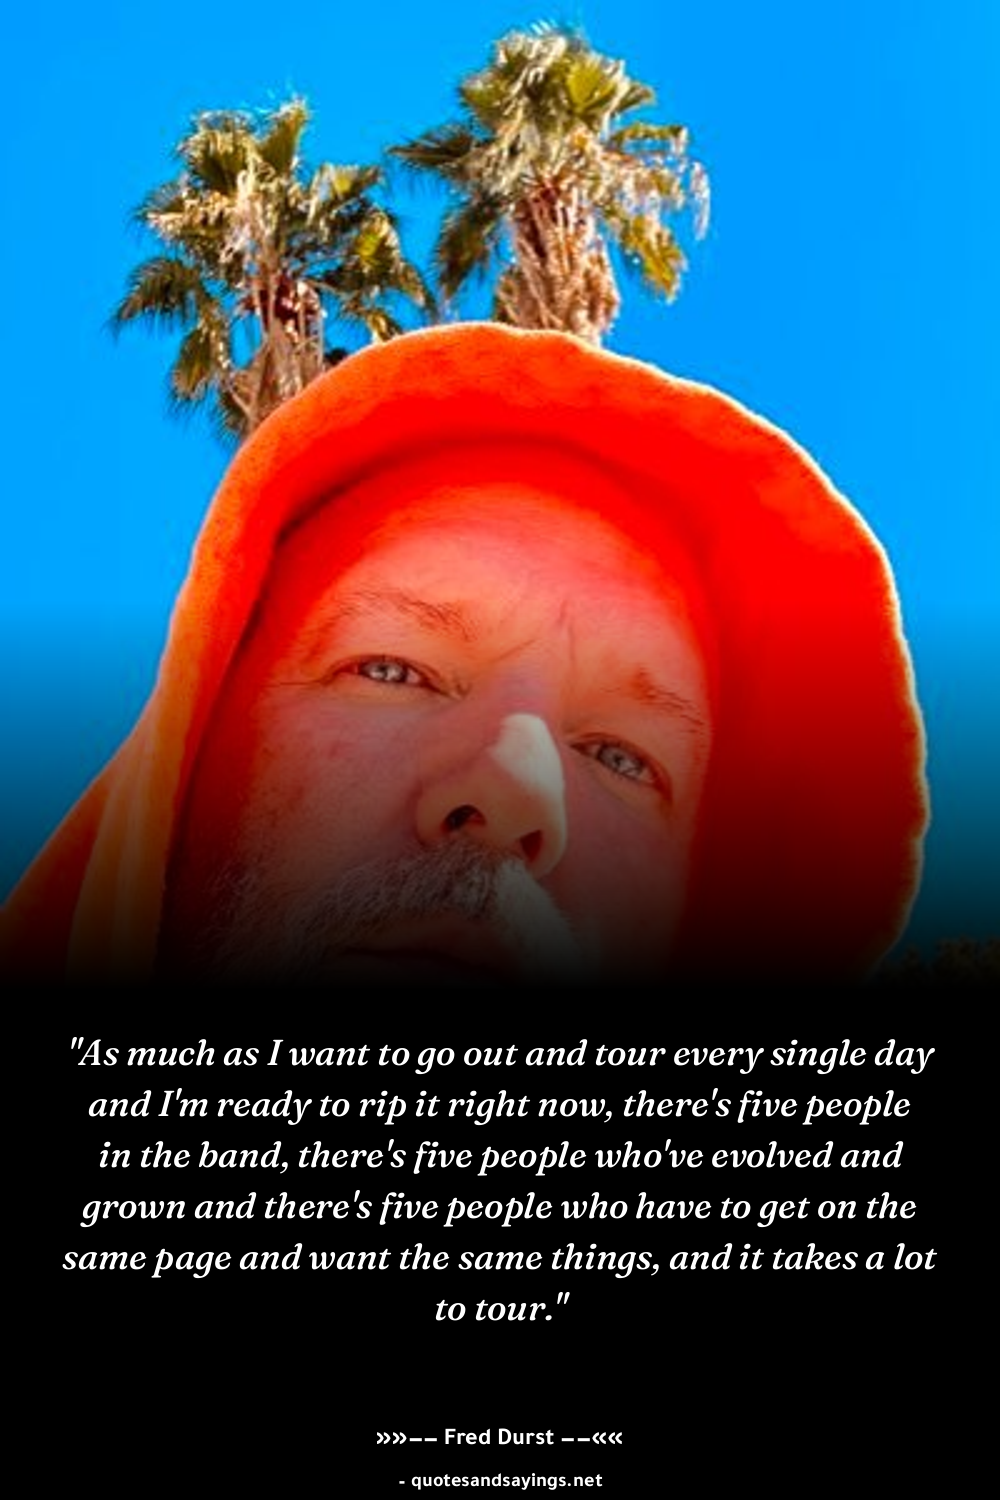 "As much as I want to go out and tour every single day
and I'm ready to rip it right now, there's five people
in the band, there's five people who've evolved and
grown and there's five people who have to get on the
same page and want the same things, and it takes a lot
to tour."
»»−− Fred Durst −−««
- quotesandsayings.net